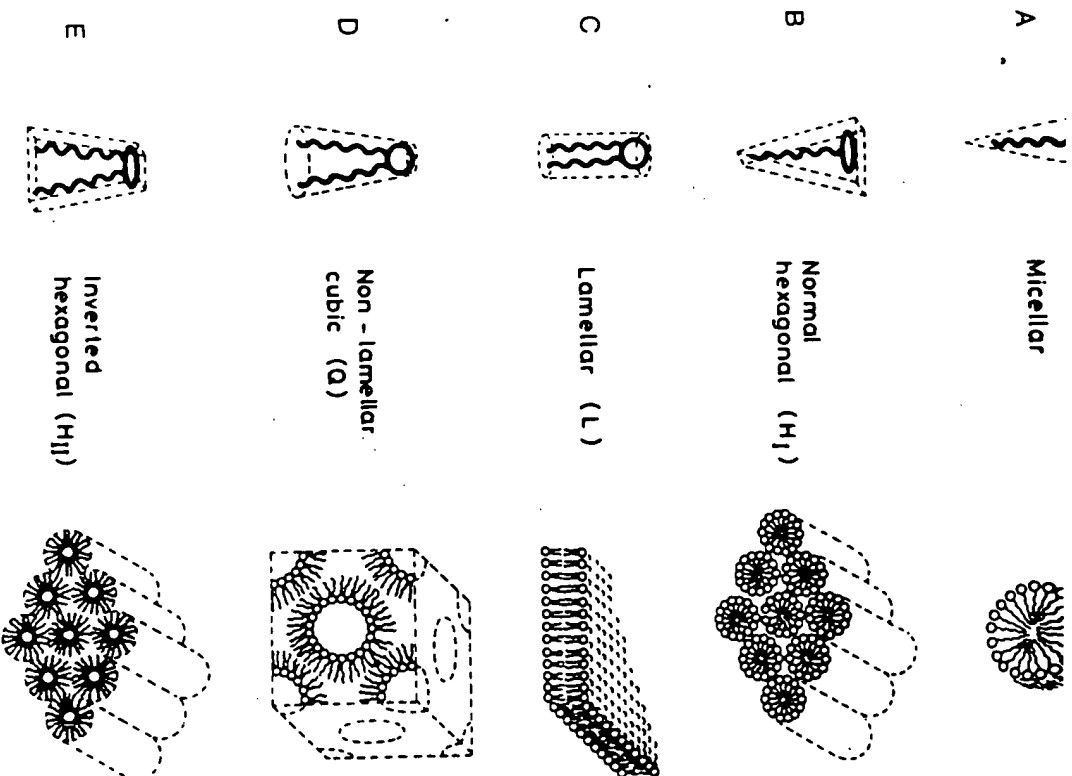 A
Micellar
B
Normal
hexagonal (H_I)
C
Lamellar (L)
D
Non-lamellar
cubic (Q)
E
Inverted
hexagonal (H_II)